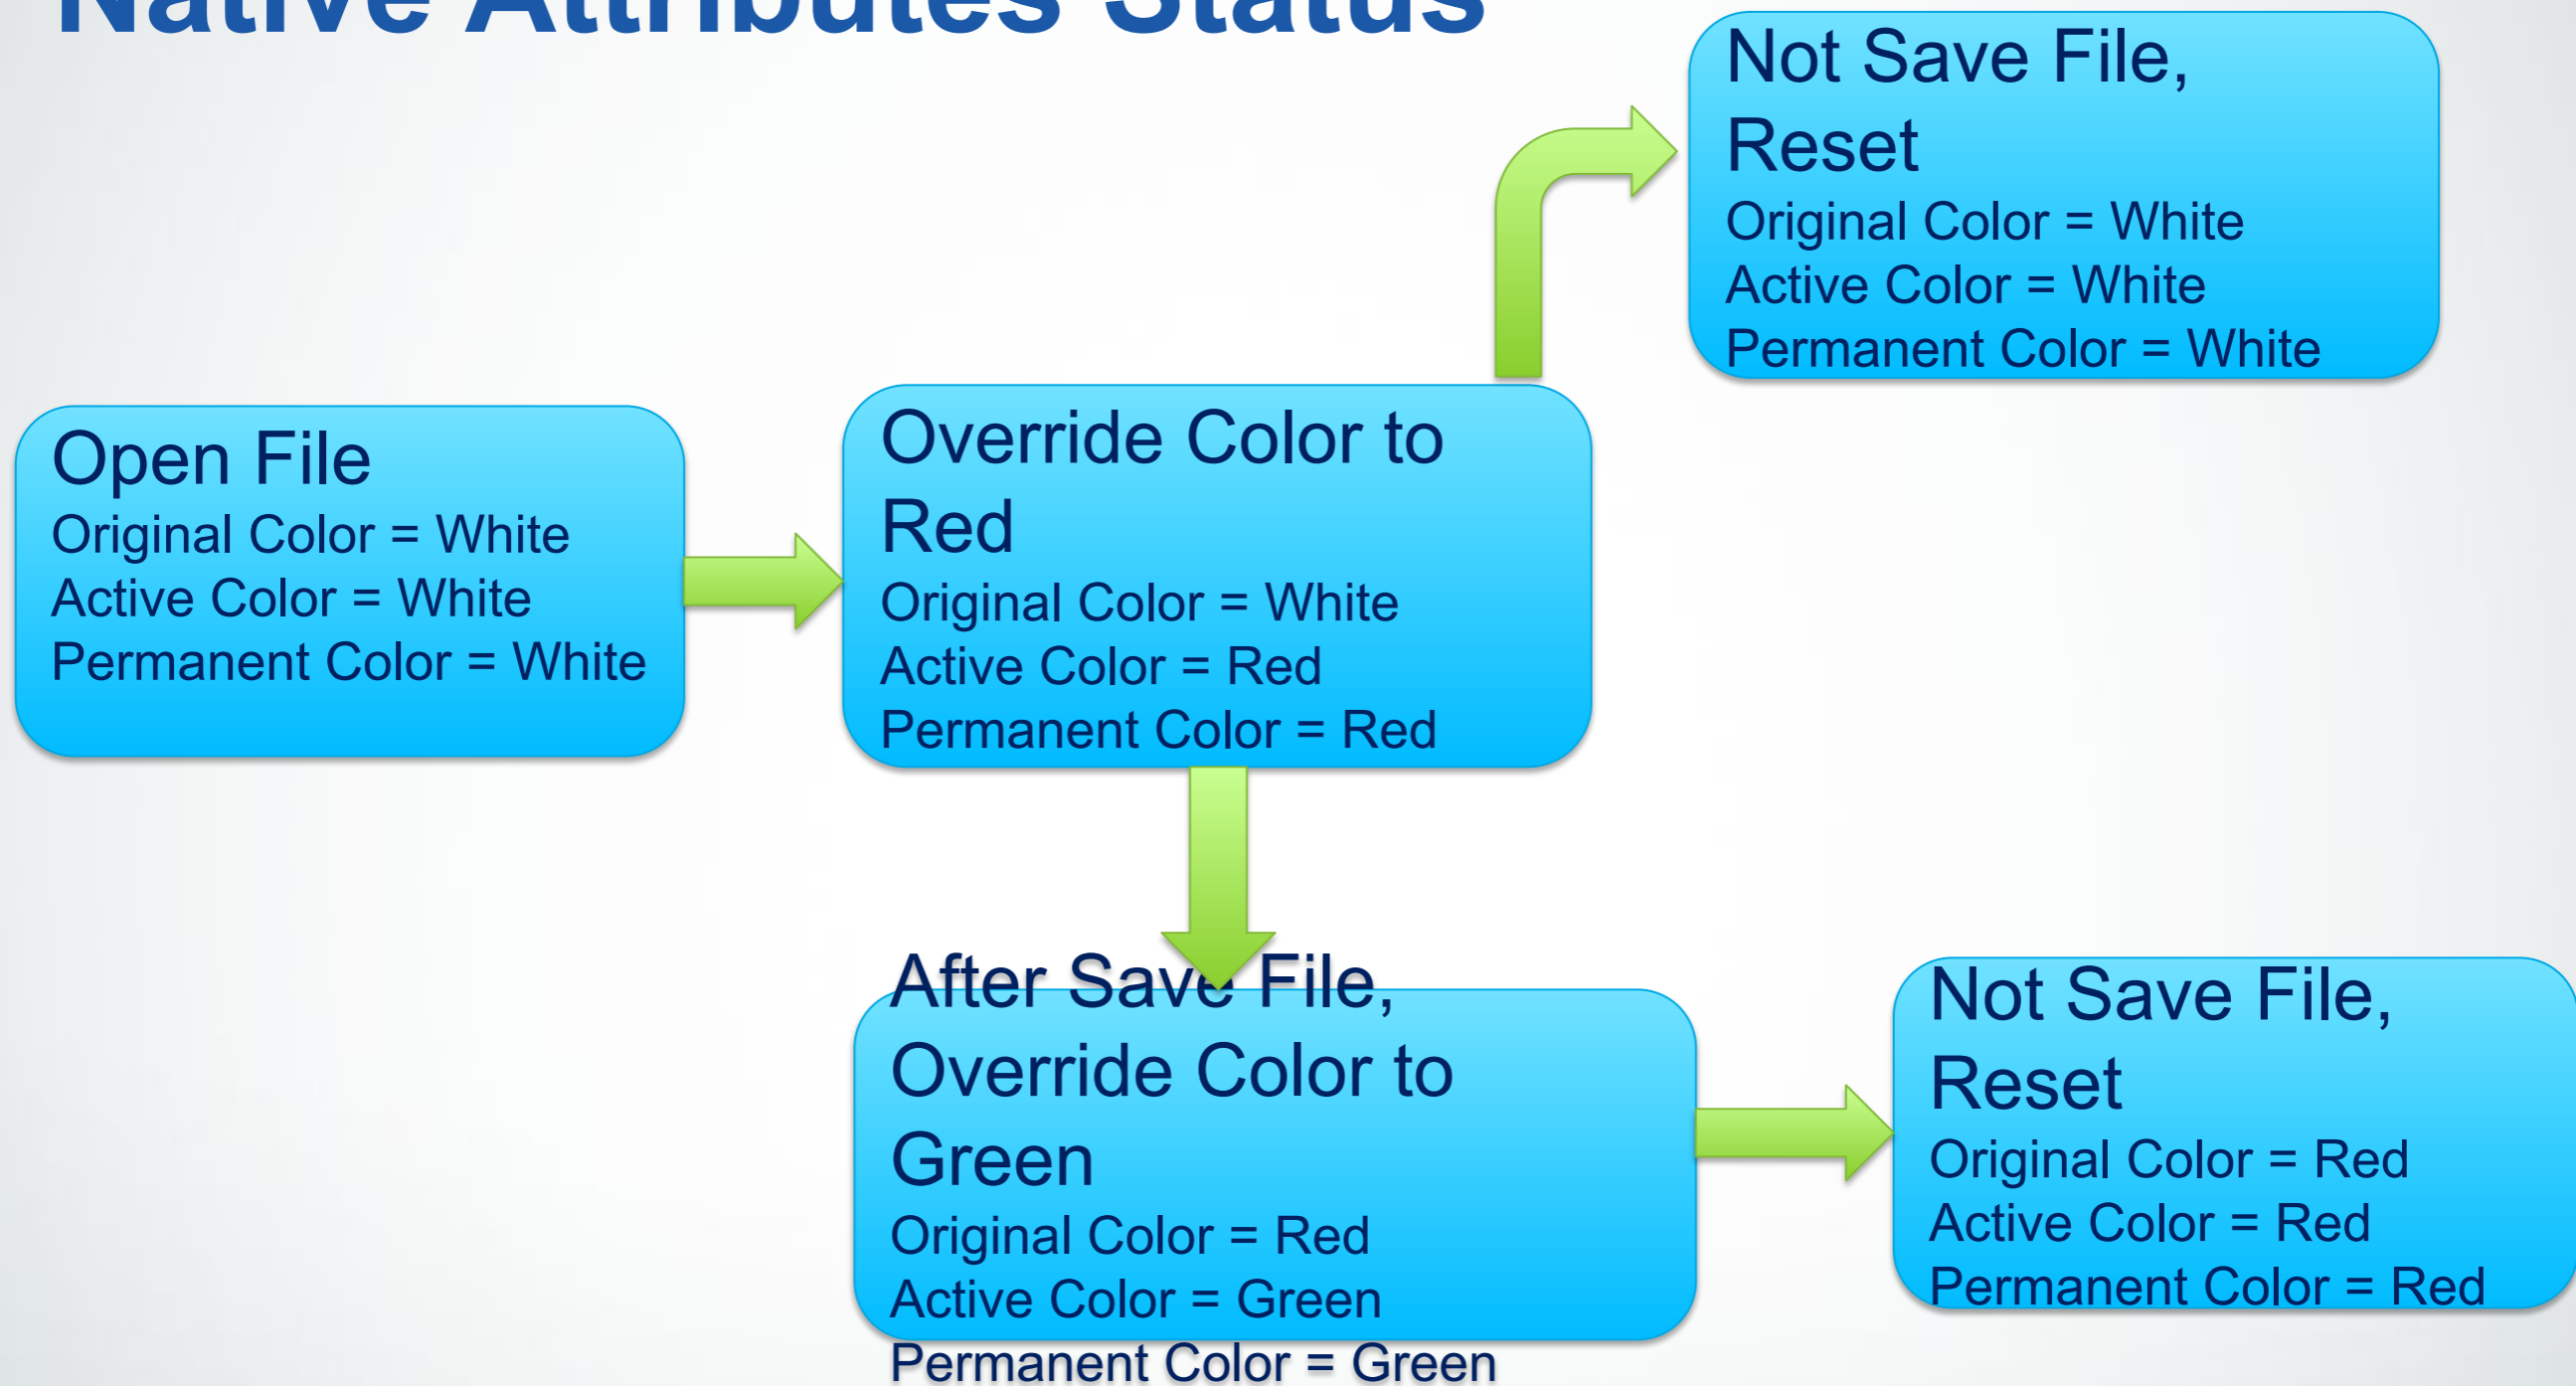 Native Attributes Status
Not Save File,
Reset
Original Color = White
Active Color = White
Permanent Color = White
Open File
Original Color = White
Active Color = White
Permanent Color = White
Override Color to
Red
Original Color = White
Active Color = Red
Permanent Color = Red
After Save File,
Override Color to
Green
Original Color = Red
Active Color = Green
Permanent Color = Green
Not Save File,
Reset
Original Color = Red
Active Color = Red
Permanent Color = Red